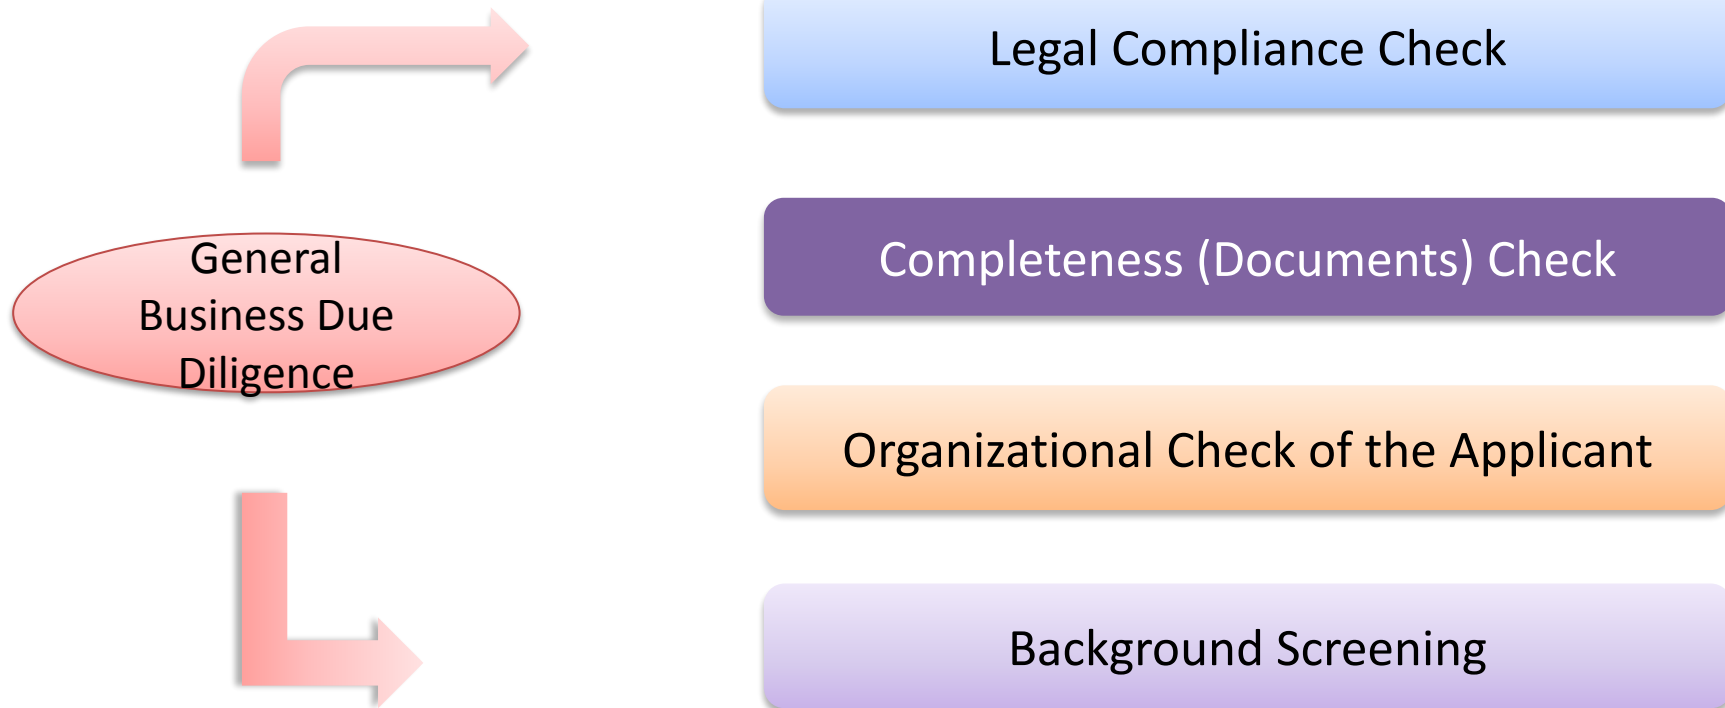 Legal Compliance Check
Completeness (Documents) Check
General
Business Due
Diligence
Organizational Check of the Applicant
Background Screening